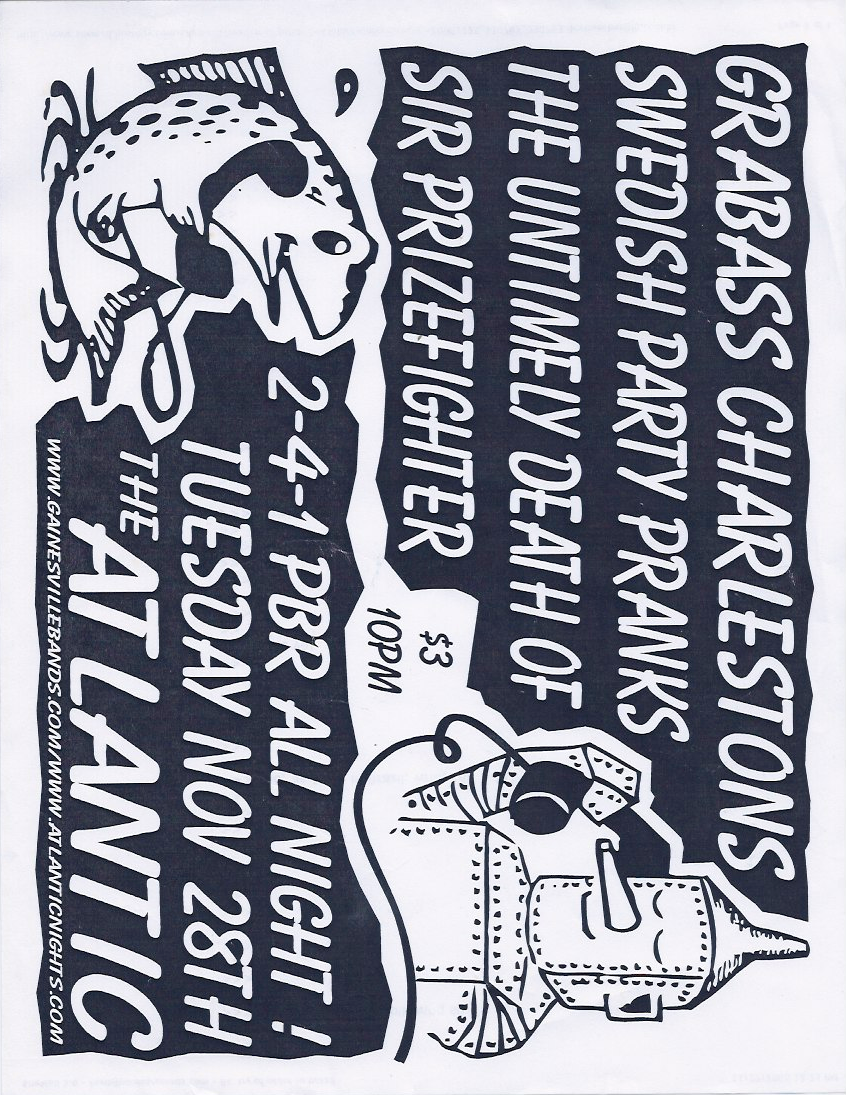 GRABASS CHARLESTONS
SWEDISH PARTY PRANKS
THE UNTIMELY DEATH OF
SIR PRIZEFIGHTER
$3
10PM
2-4-1 PBR ALL NIGHT !
TUESDAY NOV 28TH
THE
ATLANTIC
WWW.GAINESVILLEBANDS.COM/WWW.ATLANTICNIGHTS.COM